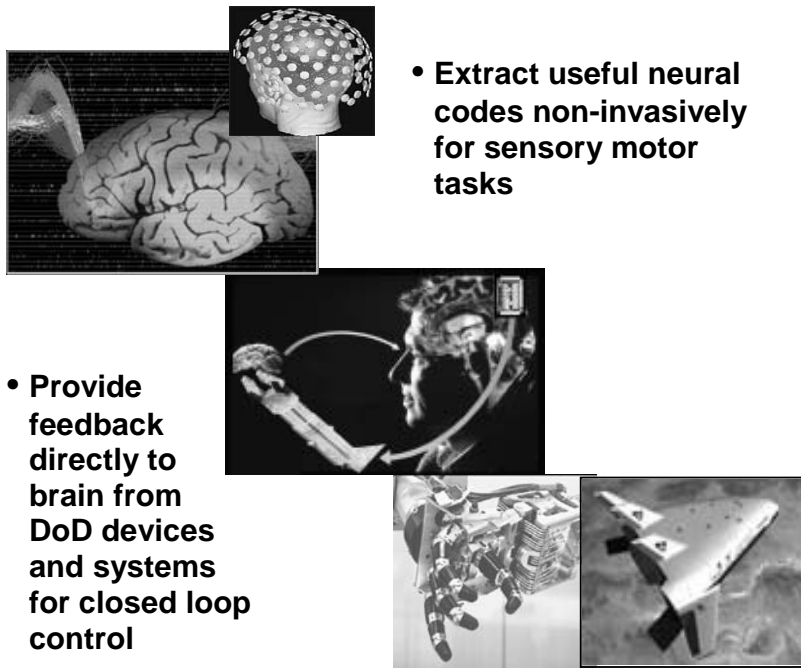 • Extract useful neural
codes non-invasively
for sensory motor
tasks
• Provide
feedback
directly to
brain from
DoD devices
and systems
for closed loop
control